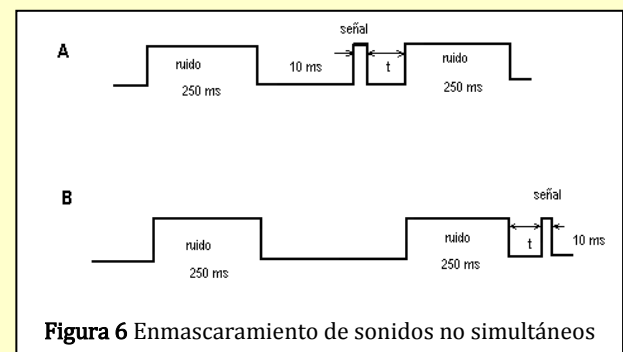 señal
A
ruido 10 ms t ruido
250 ms 250 ms
señal
B
ruido ruido t 10 ms
250 ms 250 ms
Figura 6 Enmascaramiento de sonidos no simultáneos